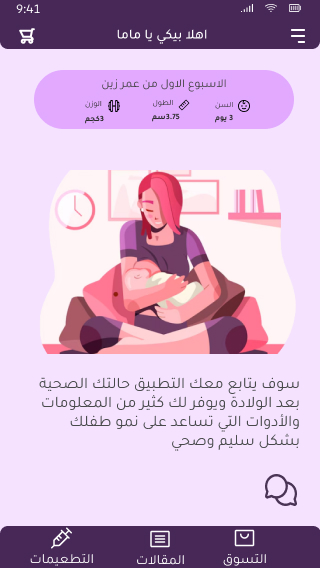 9:41
اهلا بيكي يا ماما
الاسبوع الاول من عمر زين
السن
3 يوم
الطول
3.75سم
الوزن
3كجم
سوف يتابع معك التطبيق حالتك الصحية
بعد الولادة ويوفر لك كثير من المعلومات
والأدوات التي تساعد على نمو طفلك
بشكل سليم وصحي
التسوق
المقالات
التطعيمات